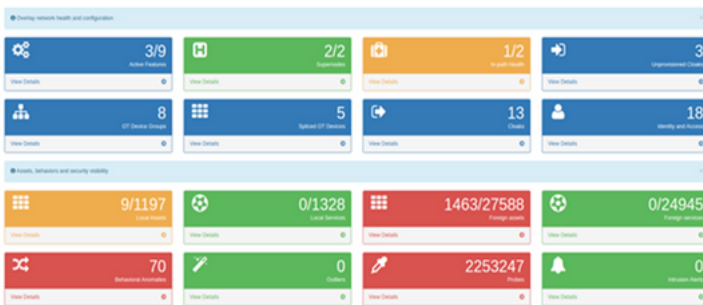 Overlay network health and configuration
3/9
Active Features
View Details
2/2
Supernodes
View Details
1/2
In-path Health
View Details
3
Unprovisioned Cloaks
View Details
8
OT Device Groups
View Details
5
Spliced OT Devices
View Details
13
Cloaks
View Details
18
Identity and Access
View Details
Assets, behaviors and security visibility
9/1197
Local Assets
View Details
0/1328
Local Services
View Details
1463/27588
Foreign assets
View Details
0/24945
Foreign services
View Details
70
Behavioral Anomalies
View Details
0
Outliers
View Details
2253247
Probes
View Details
0
Intrusion Alerts
View Details